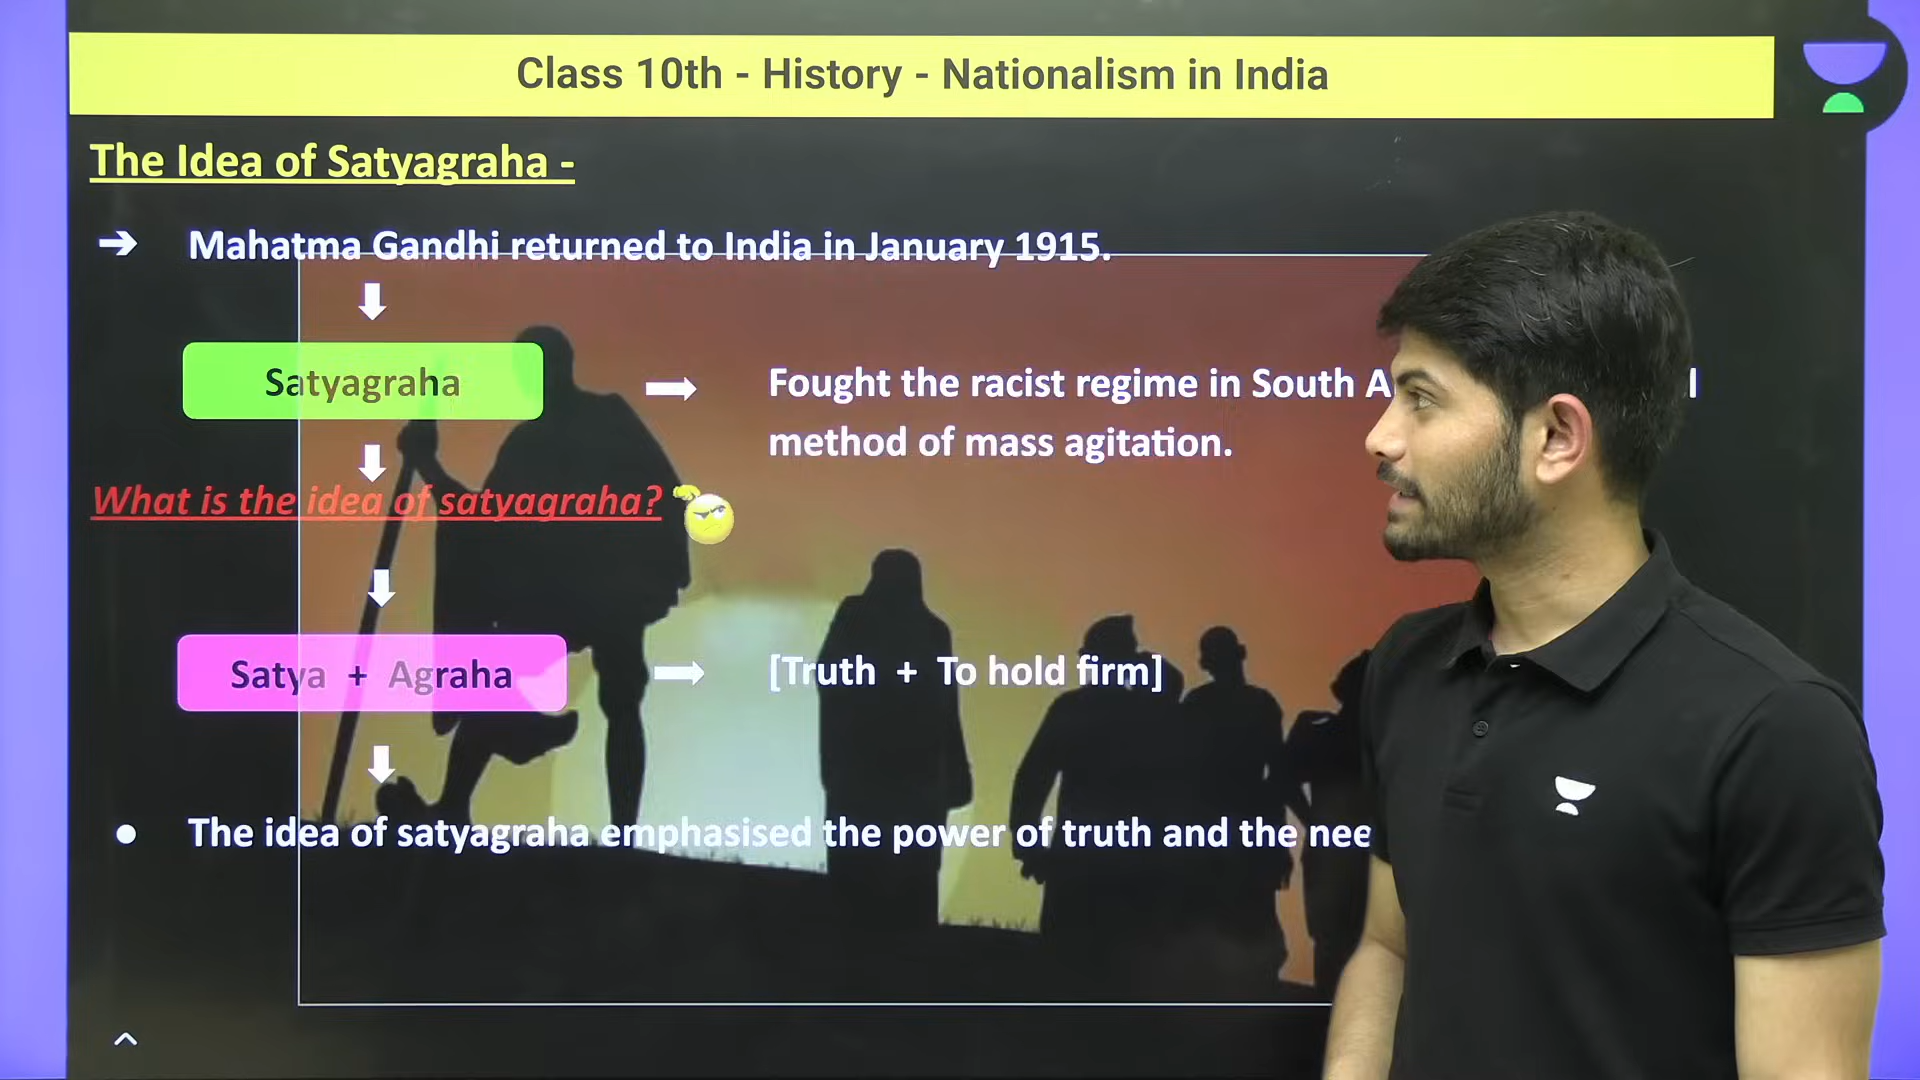 Class 10th - History - Nationalism in India
The Idea of Satyagraha -
➔ Mahatma Gandhi returned to India in January 1915.
Satyagraha
Fought the racist regime in South
method of mass agitation.
What is the idea of satyagraha?
Satya + Agraha
[Truth + To hold firm]
● The idea of satyagraha emphasised the power of truth and the